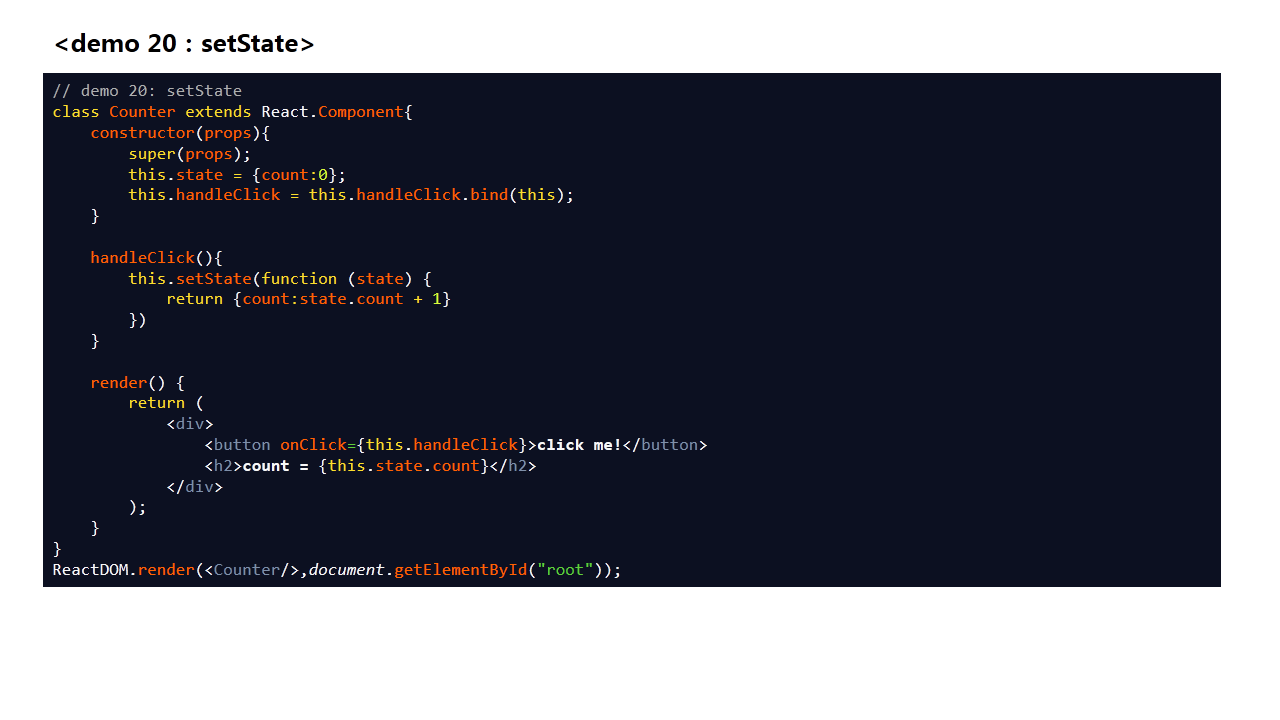 <demo 20 : setState>
// demo 20: setState
class Counter extends React.Component{
    constructor(props){
        super(props);
        this.state = {count:0};
        this.handleClick = this.handleClick.bind(this);
    }
    handleClick(){
        this.setState(function (state) {
            return {count:state.count + 1}
        })
    }
    render() {
        return (
            <div>
                <button onClick={this.handleClick}>click me!</button>
                <h2>count = {this.state.count}</h2>
            </div>
        );
    }
}
ReactDOM.render(<Counter/>,document.getElementById("root"));